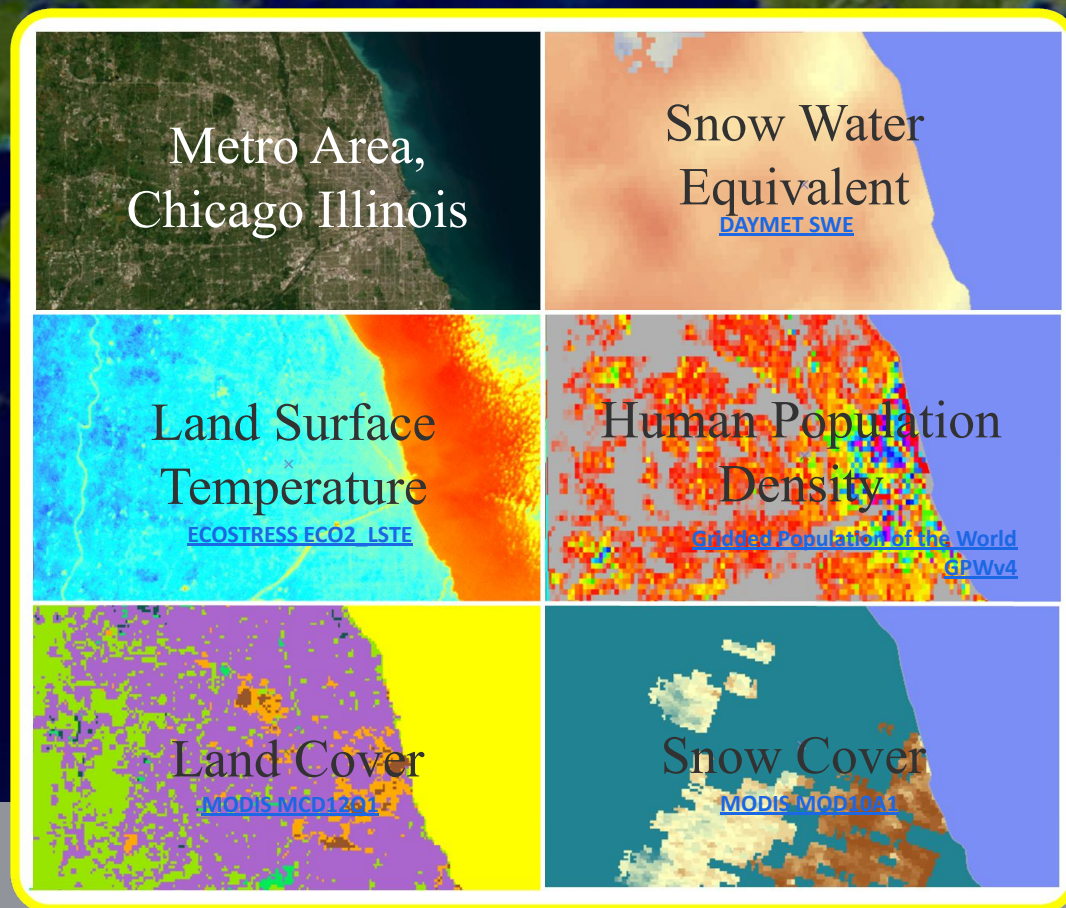 Metro Area,
Chicago Illinois
Snow Water
Equivalent
DAYMET SWE
Land Surface
Temperature
ECOSTRESS ECO2_LSTE
Human Population
Density
Gridded Population of the World
GPWv4
Land Cover
MODIS MCD12Q1
Snow Cover
MODIS MOD10A1